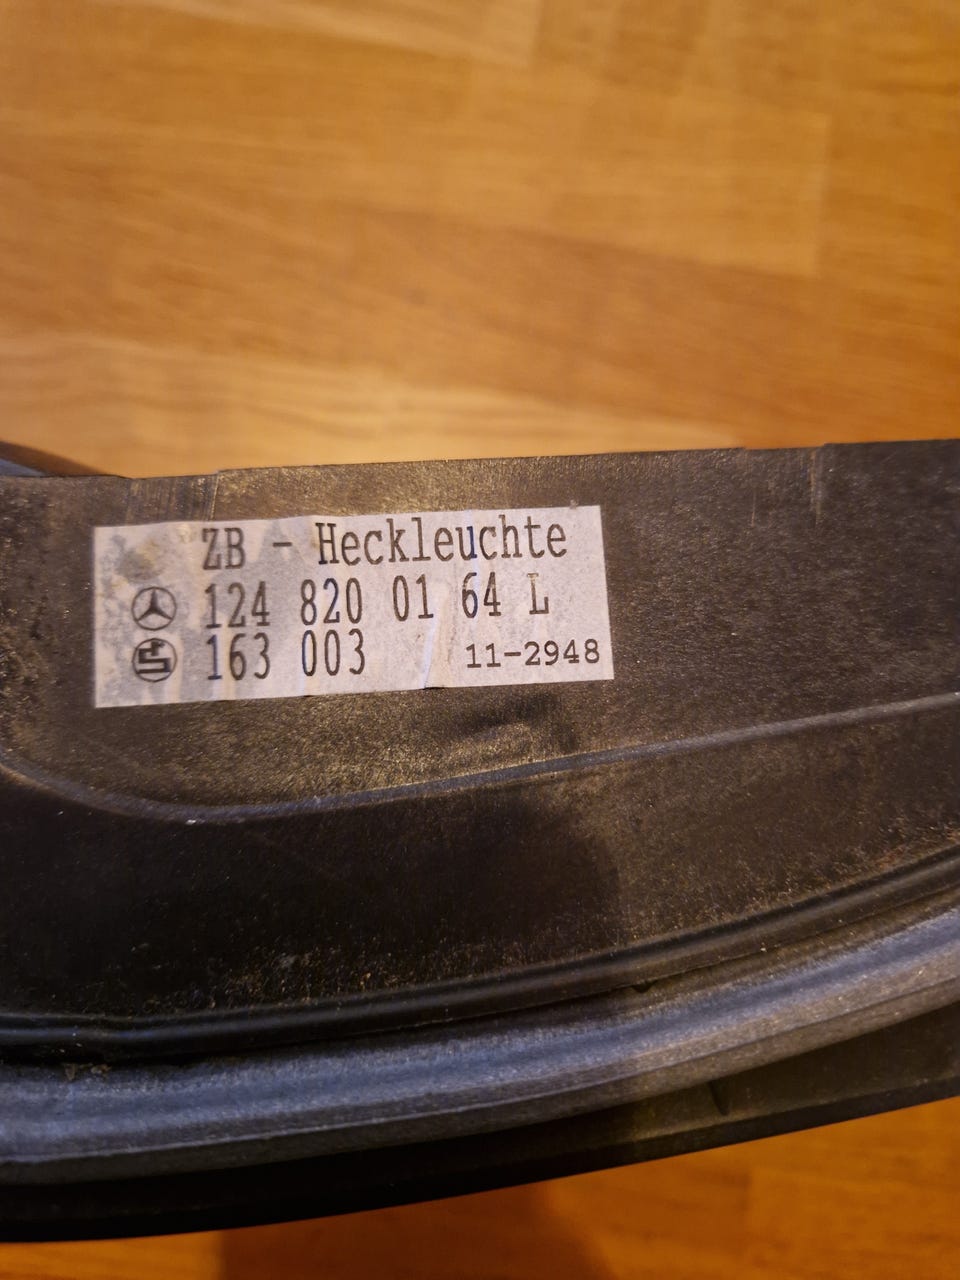 ZB - Heckleuchte
124 820 01 64 L
163 003 11-2948